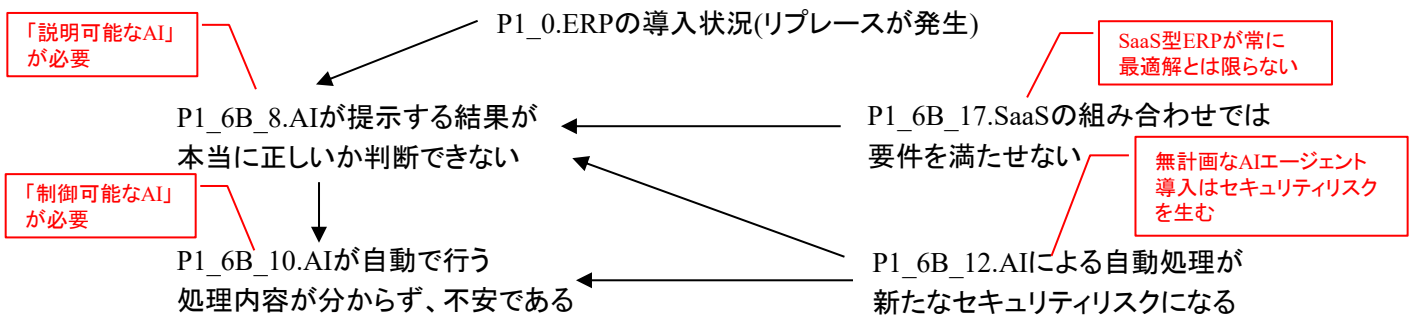 P1_0.ERPの導入状況(リプレースが発生)
「説明可能なAI」
が必要
SaaS型ERPが常に
最適解とは限らない
P1_6B_8.AIが提示する結果が
本当に正しいか判断できない
P1_6B_17.SaaSの組み合わせでは
要件を満たせない
「制御可能なAI」
が必要
無計画なAIエージェント
導入はセキュリティリスク
を生む
P1_6B_10.AIが自動で行う
処理内容が分からず、不安である
P1_6B_12.AIによる自動処理が
新たなセキュリティリスクになる